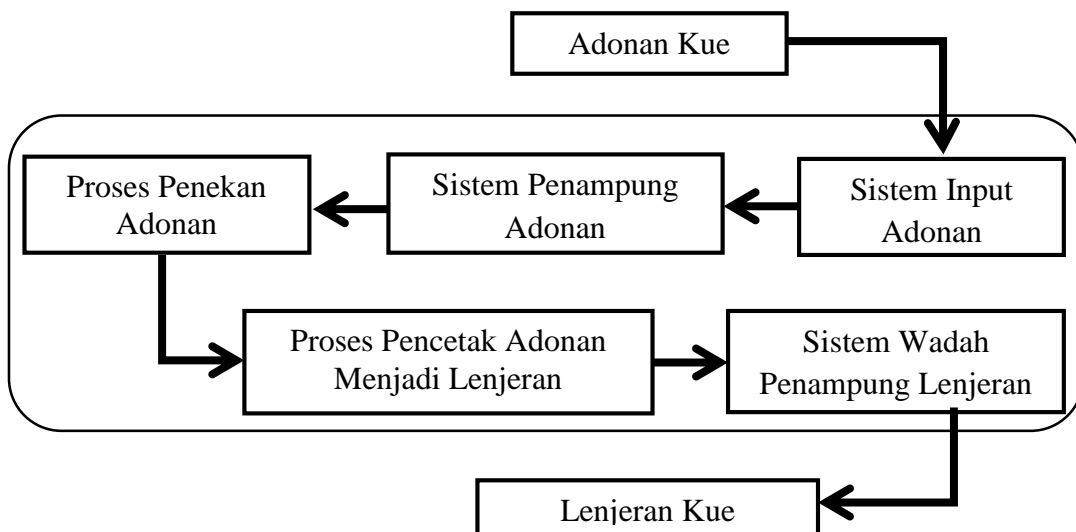 Adonan Kue
Sistem Input
Adonan
Sistem Penampung
Adonan
Proses Penekan
Adonan
Proses Pencetak Adonan
Menjadi Lenjeran
Sistem Wadah
Penampung Lenjeran
Lenjeran Kue